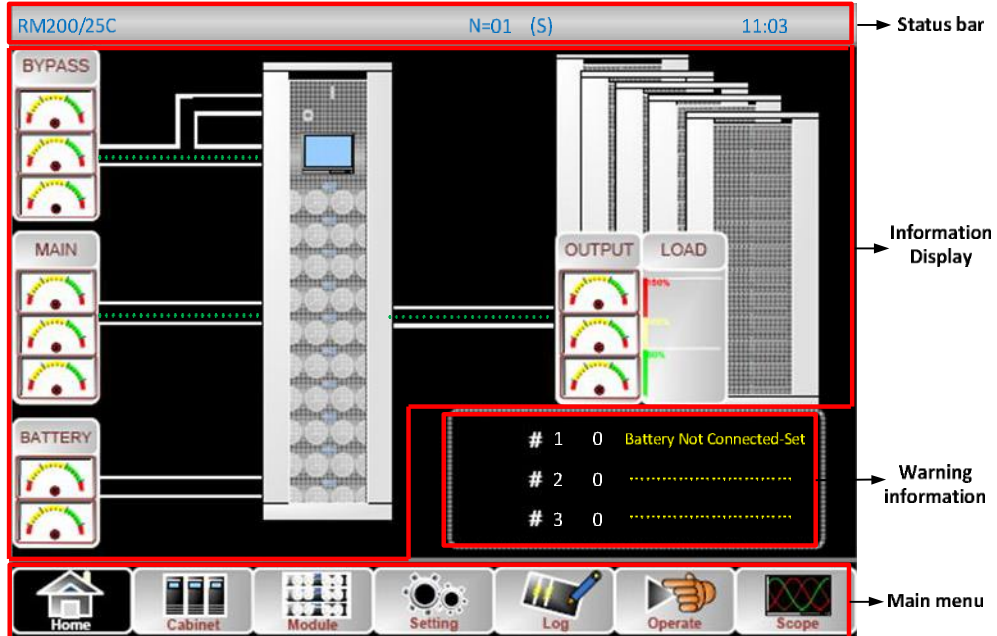 RM200/25C N=01 (S) 11:03
Status bar
BYPASS
MAIN
BATTERY
OUTPUT LOAD
150%
Information
Display
# 1 0 Battery Not Connected-Set
# 2 0
# 3 0
Warning
information
Home Cabinet Module Setting Log Operate Scope
Main menu